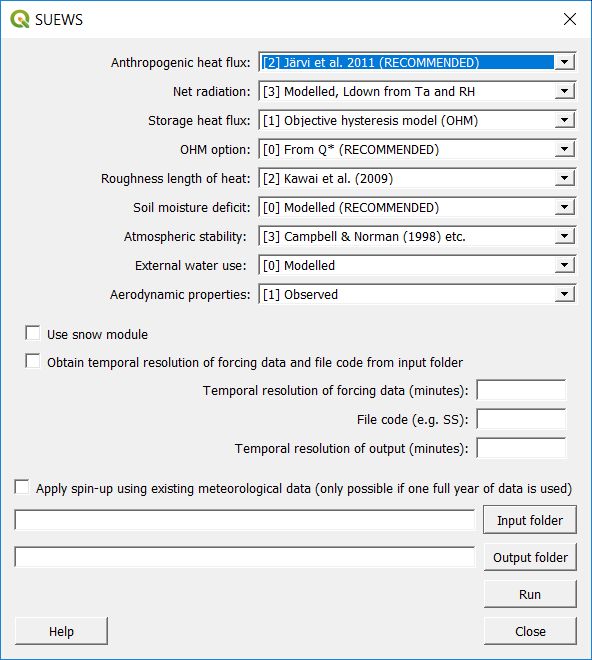 SUEWS
Anthropogenic heat flux: [2] Järvi et al. 2011 (RECOMMENDED)
Net radiation: [3] Modelled, Ldown from Ta and RH
Storage heat flux: [1] Objective hysteresis model (OHM)
OHM option: [0] From Q* (RECOMMENDED)
Roughness length of heat: [2] Kawai et al. (2009)
Soil moisture deficit: [0] Modelled (RECOMMENDED)
Atmospheric stability: [3] Campbell & Norman (1998) etc.
External water use: [0] Modelled
Aerodynamic properties: [1] Observed
Use snow module
Obtain temporal resolution of forcing data and file code from input folder
Temporal resolution of forcing data (minutes):
File code (e.g. SS):
Temporal resolution of output (minutes):
Apply spin-up using existing meteorological data (only possible if one full year of data is used)
Input folder
Output folder
Run
Help Close